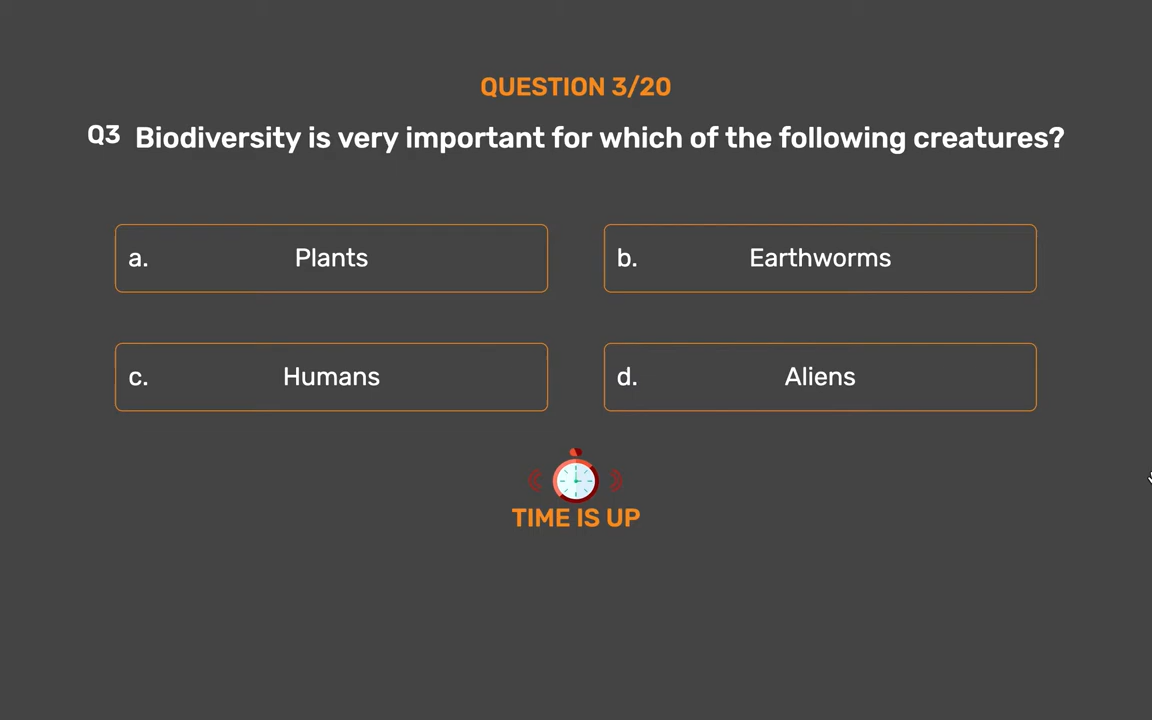 QUESTION 3/20
Q3 Biodiversity is very important for which of the following creatures?
a. Plants
b. Earthworms
c. Humans
d. Aliens
TIME IS UP